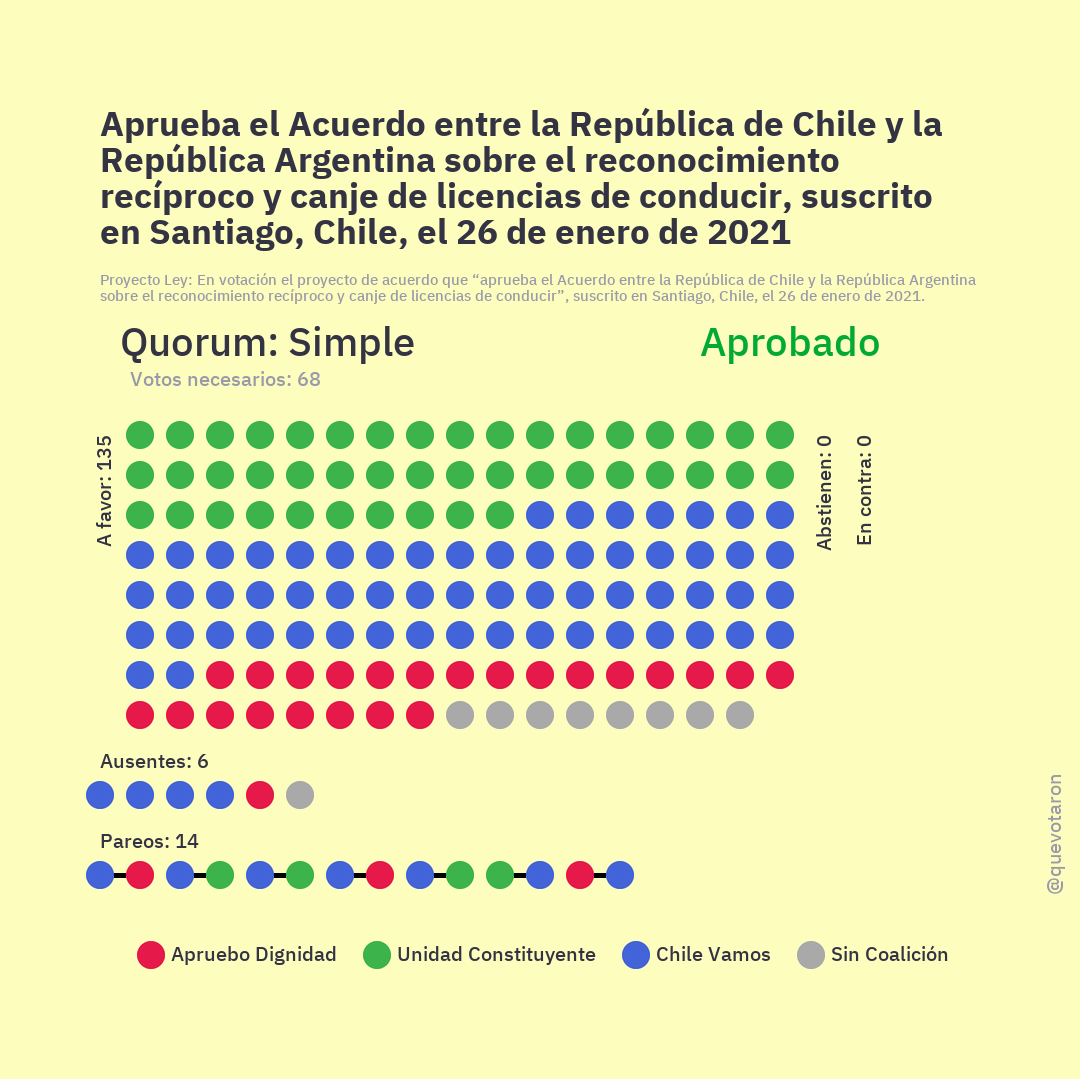 Aprueba el Acuerdo entre la República de Chile y la
República Argentina sobre el reconocimiento
recíproco y canje de licencias de conducir, suscrito
en Santiago, Chile, el 26 de enero de 2021
Proyecto Ley: En votación el proyecto de acuerdo que “aprueba el Acuerdo entre la República de Chile y la República Argentina
sobre el reconocimiento recíproco y canje de licencias de conducir”, suscrito en Santiago, Chile, el 26 de enero de 2021.
Quorum: Simple
Aprobado
Votos necesarios: 68
A favor: 135
Abstienen: 0
En contra: 0
Ausentes: 6
Pareos: 14
@quevotaron
Apruebo Dignidad
Unidad Constituyente
Chile Vamos
Sin Coalición